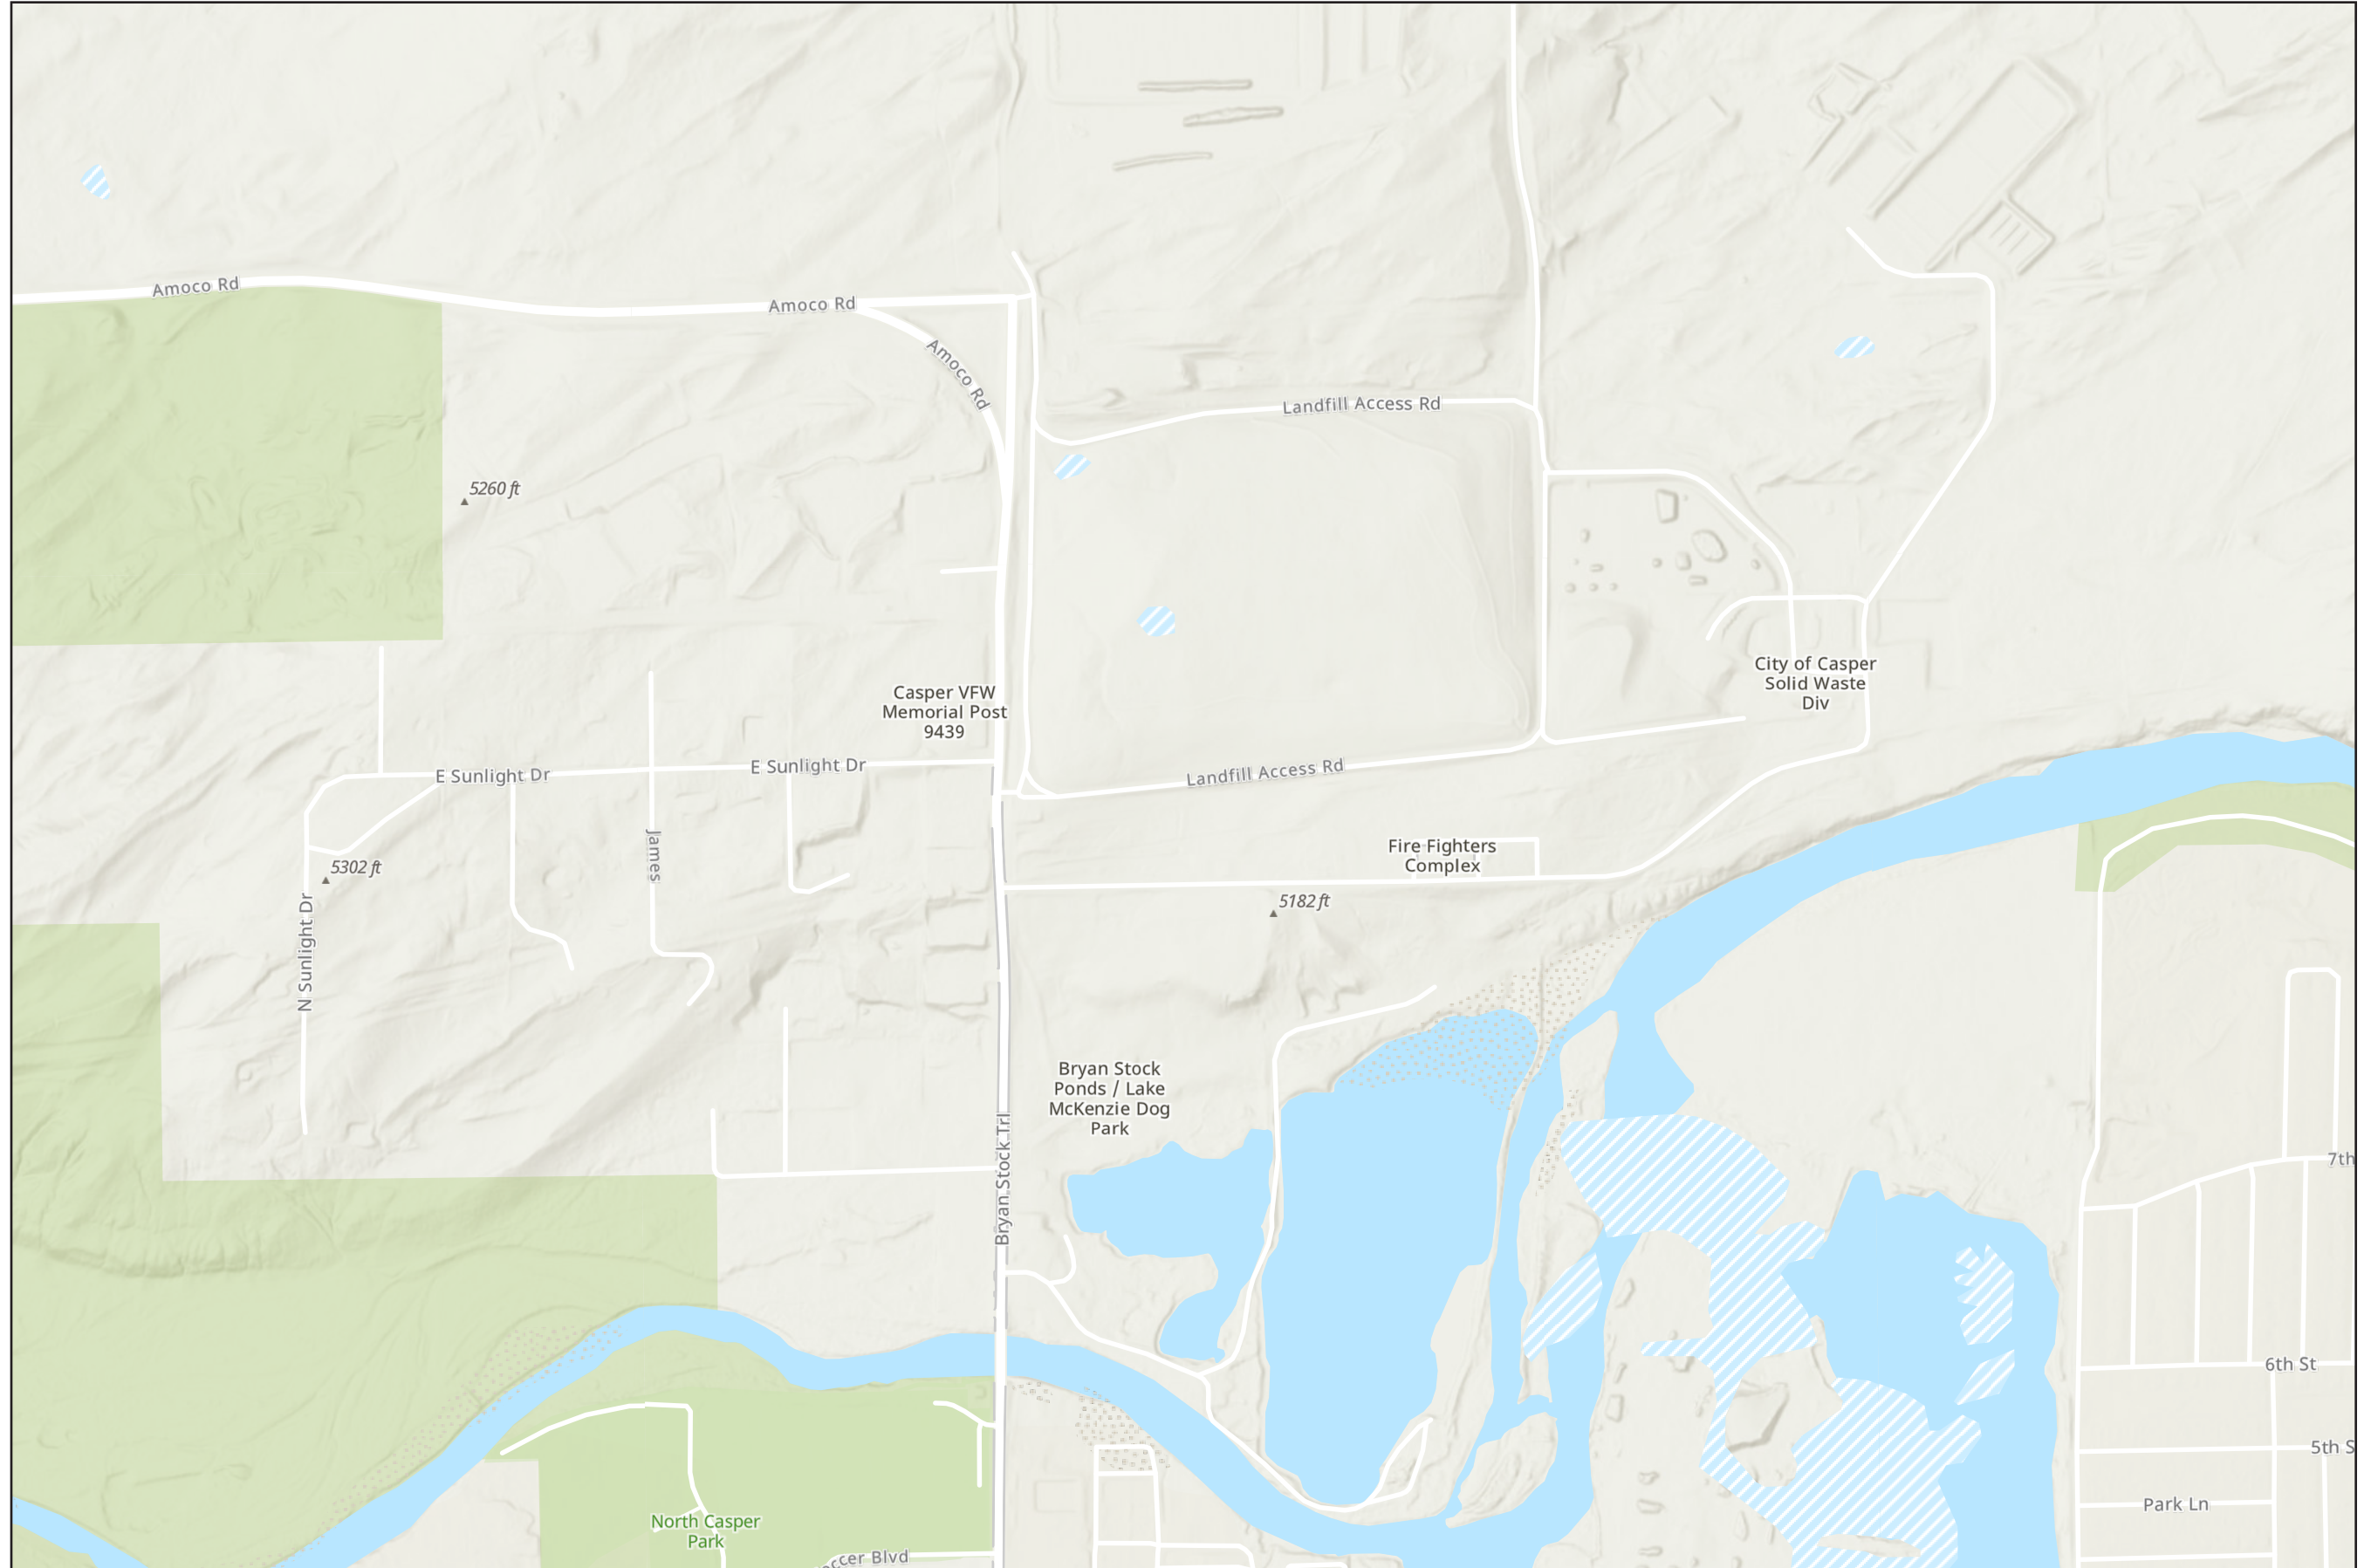 Amoco Rd
Amoco Rd
Amoco Rd
Landfill Access Rd
5260 ft
City of Casper
Solid Waste
Div
Casper VFW
Memorial Post
9439
E Sunlight Dr
E Sunlight Dr
Landfill Access Rd
James
Fire Fighters
Complex
5302 ft
5182 ft
N Sunlight Dr
Bryan Stock
Ponds / Lake
McKenzie Dog
Park
Bryan Stock Trl
7th
6th St
5th S
Park Ln
North Casper
Park
ccer Blvd